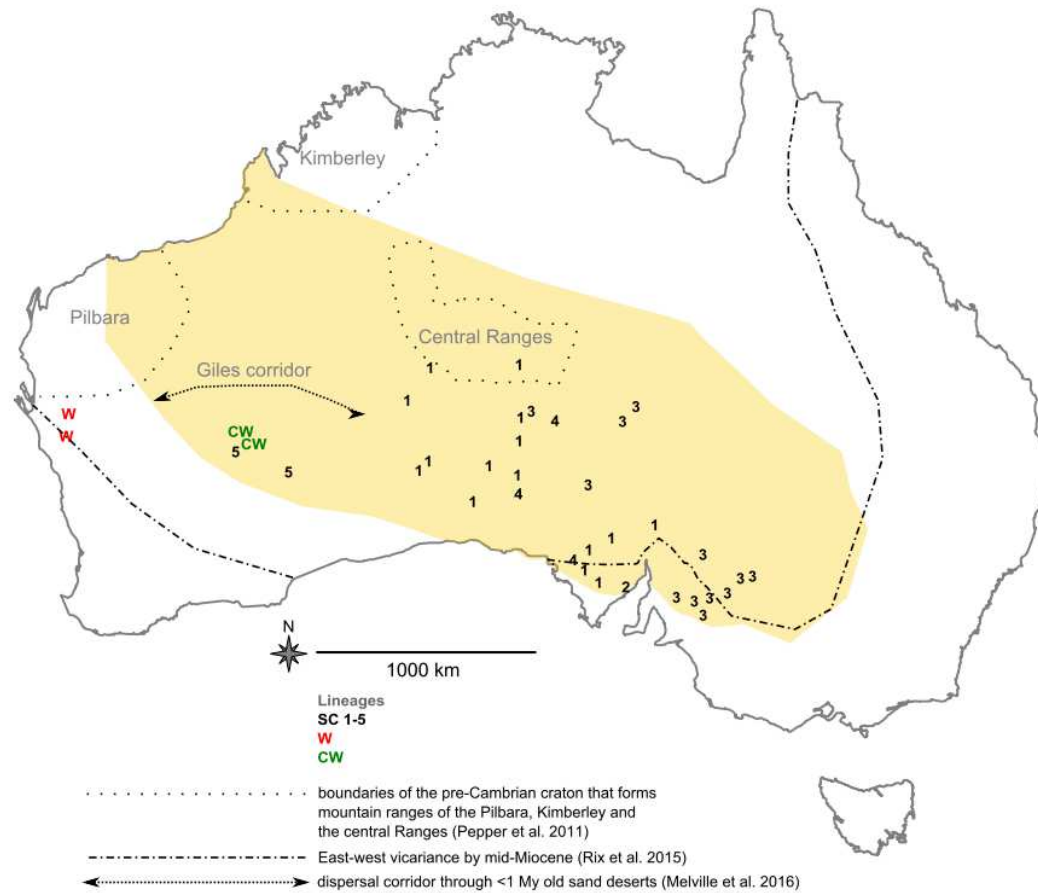 Kimberley
Pilbara
Central Ranges
1 1
Giles corridor
1
W
3 3
1 4 3
CW
W
CW
1
5
1 1
5 1 1
3
4
1
1
1
1 3
4
1 3 3
1 2 3
3 3 3
3
N
1000 km
Lineages
SC 1-5
W
CW
boundaries of the pre-Cambrian craton that forms
mountain ranges of the Pilbara, Kimberley and
the central Ranges (Pepper et al. 2011)
East-west vicariance by mid-Miocene (Rix et al. 2015)
dispersal corridor through <1 My old sand deserts (Melville et al. 2016)